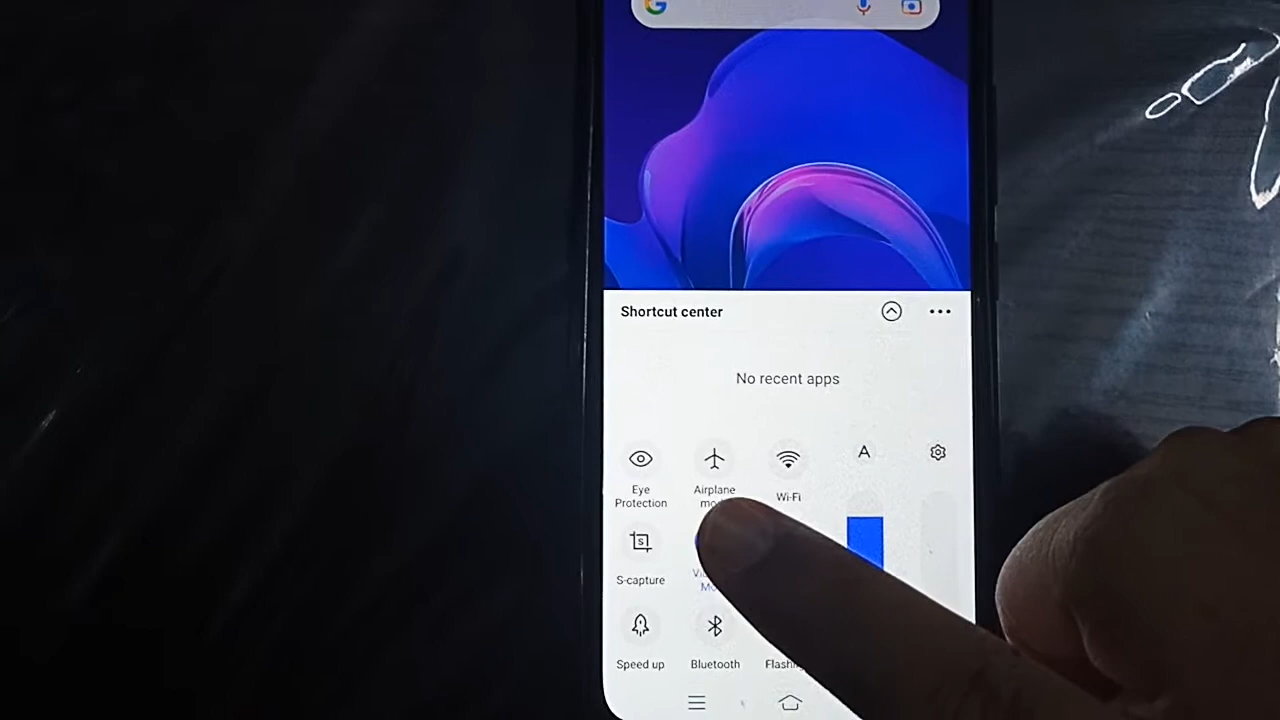 Shortcut center
No recent apps
A
Eye
Protection
Airplane
Wi-Fi
S-capture
S
Speed up
Bluetooth